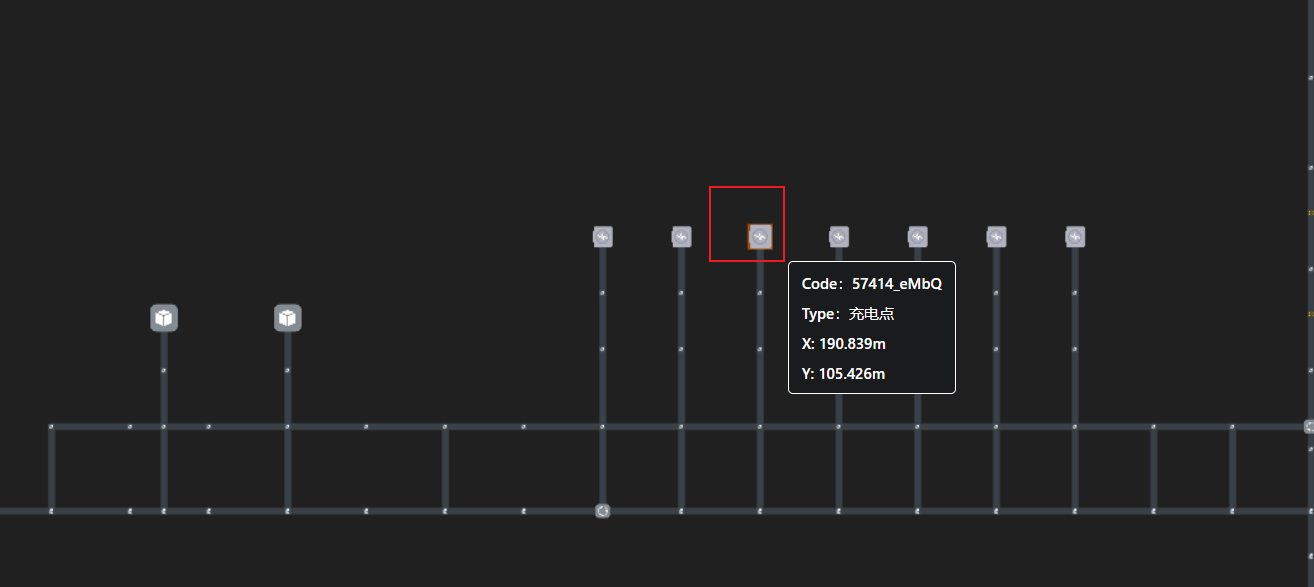 Code：57414_eMbQ
Type：充电点
X: 190.839m
Y: 105.426m